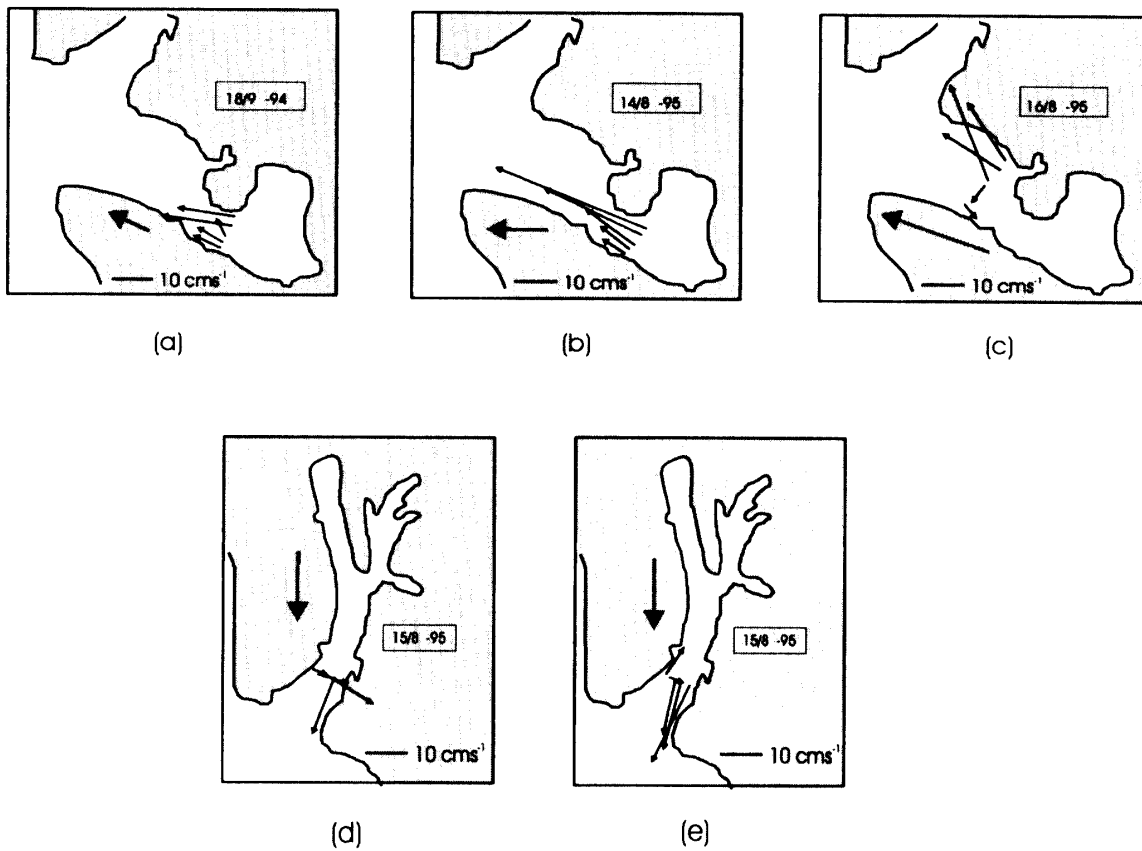 18/9 -94
10 cms⁻¹
(a)
14/8 -95
10 cms⁻¹
(b)
16/8 -95
10 cms⁻¹
(c)
15/8 -95
10 cms⁻¹
(d)
15/8 -95
10 cms⁻¹
(e)